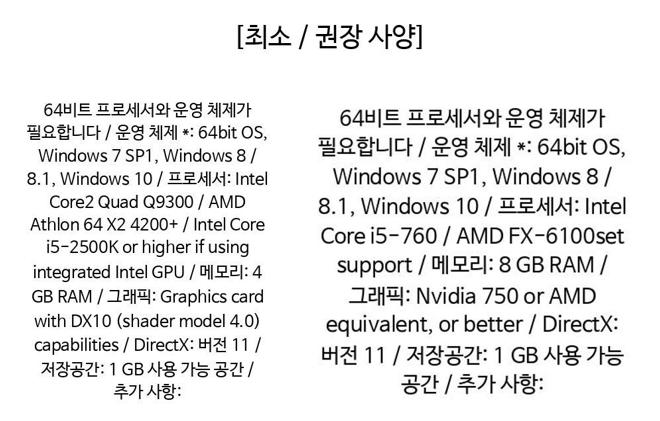 [최소 / 권장 사양]
64비트 프로세서와 운영 체제가
필요합니다 / 운영 체제 *: 64bit OS,
Windows 7 SP1, Windows 8 /
8.1, Windows 10 / 프로세서: Intel
Core2 Quad Q9300 / AMD
Athlon 64 X2 4200+ / Intel Core
i5-2500K or higher if using
integrated Intel GPU / 메모리: 4
GB RAM / 그래픽: Graphics card
with DX10 (shader model 4.0)
capabilities / DirectX: 버전 11 /
저장공간: 1 GB 사용 가능 공간 /
추가 사항:
64비트 프로세서와 운영 체제가
필요합니다 / 운영 체제 *: 64bit OS,
Windows 7 SP1, Windows 8 /
8.1, Windows 10 / 프로세서: Intel
Core i5-760 / AMD FX-6100set
support / 메모리: 8 GB RAM /
그래픽: Nvidia 750 or AMD
equivalent, or better / DirectX:
버전 11 / 저장공간: 1 GB 사용 가능
공간 / 추가 사항: